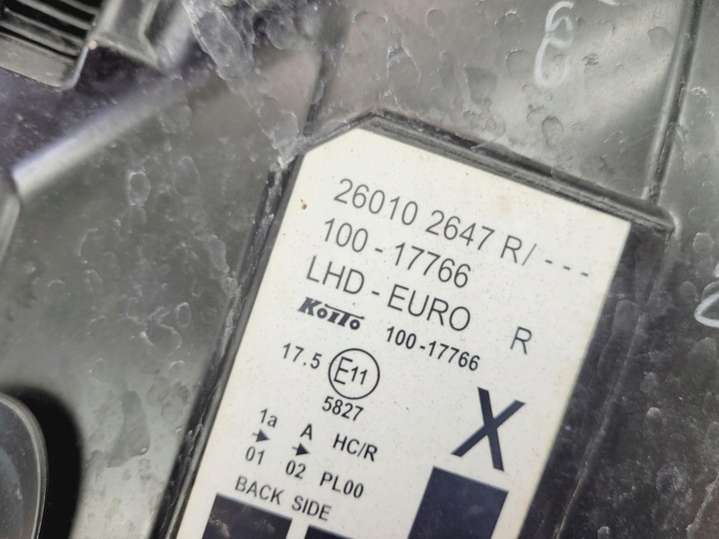 26010 2647 R/ ---
100 - 17766
LHD - EURO R
KOITO 100 -17766
17.5 E11
5827
1a A HC/R
01 02 PL00
X
BACK SIDE